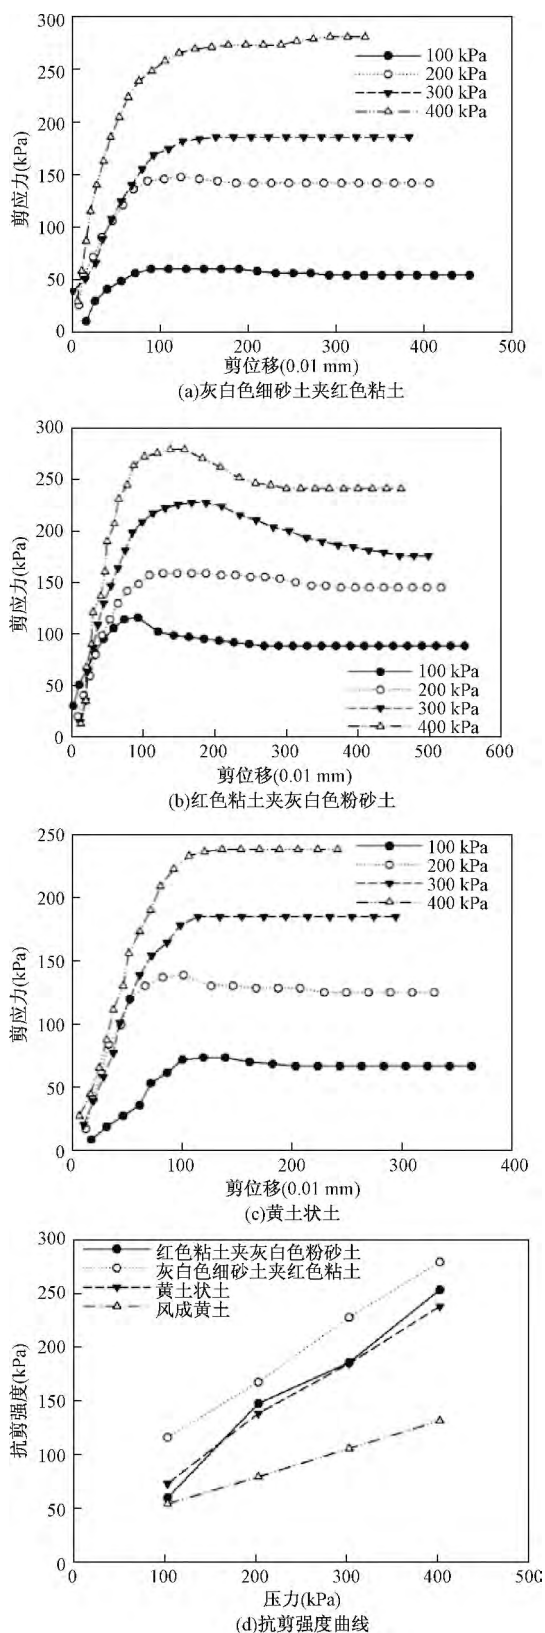 300
250
200
150
100
50
0
剪应力(kPa)
100 kPa
200 kPa
300 kPa
400 kPa
0 100 200 300 400 500
剪位移(0.01 mm)
(a)灰白色细砂土夹红色粘土
300
250
200
150
100
50
0
剪应力(kPa)
100 kPa
200 kPa
300 kPa
400 kPa
0 100 200 300 400 500 600
剪位移(0.01 mm)
(b)红色粘土夹灰白色粉砂土
250
200
150
100
50
0
剪应力(kPa)
100 kPa
200 kPa
300 kPa
400 kPa
0 100 200 300 400
剪位移(0.01 mm)
(c)黄土状土
300
250
200
150
100
50
0
抗剪强度(kPa)
红色粘土夹灰白色粉砂土
灰白色细砂土夹红色粘土
黄土状土
风成黄土
0 100 200 300 400 500
压力(kPa)
(d)抗剪强度曲线